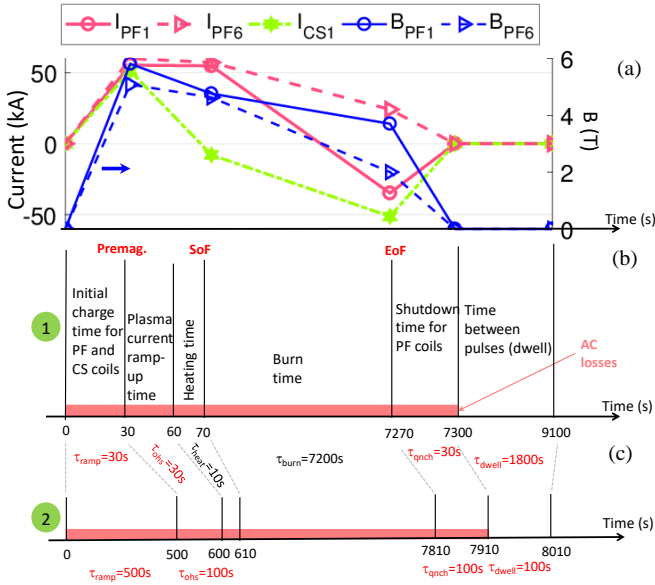 I_PF1 I_PF6 I_CS1 B_PF1 B_PF6
(a)
50
0
-50
Current (kA)
6
4
2
0
B (T)
Time (s)
Premag. SoF EoF
(b)
1
Initial
charge
time for
PF and
CS coils
Plasma
current
ramp-
up
time
Heating time
Burn
time
Shutdown
time for
PF coils
Time
between
pulses (dwell)
AC
losses
Time (s)
0 30 60 70 7270 7300 9100
(c)
τ_ramp=30s τ_ohs=30s τ_heat=10s τ_burn=7200s τ_qnch=30s τ_dwell=1800s
2
Time (s)
0 500 600 610 7810 7910 8010
τ_ramp=500s τ_ohs=100s τ_qnch=100s τ_dwell=100s